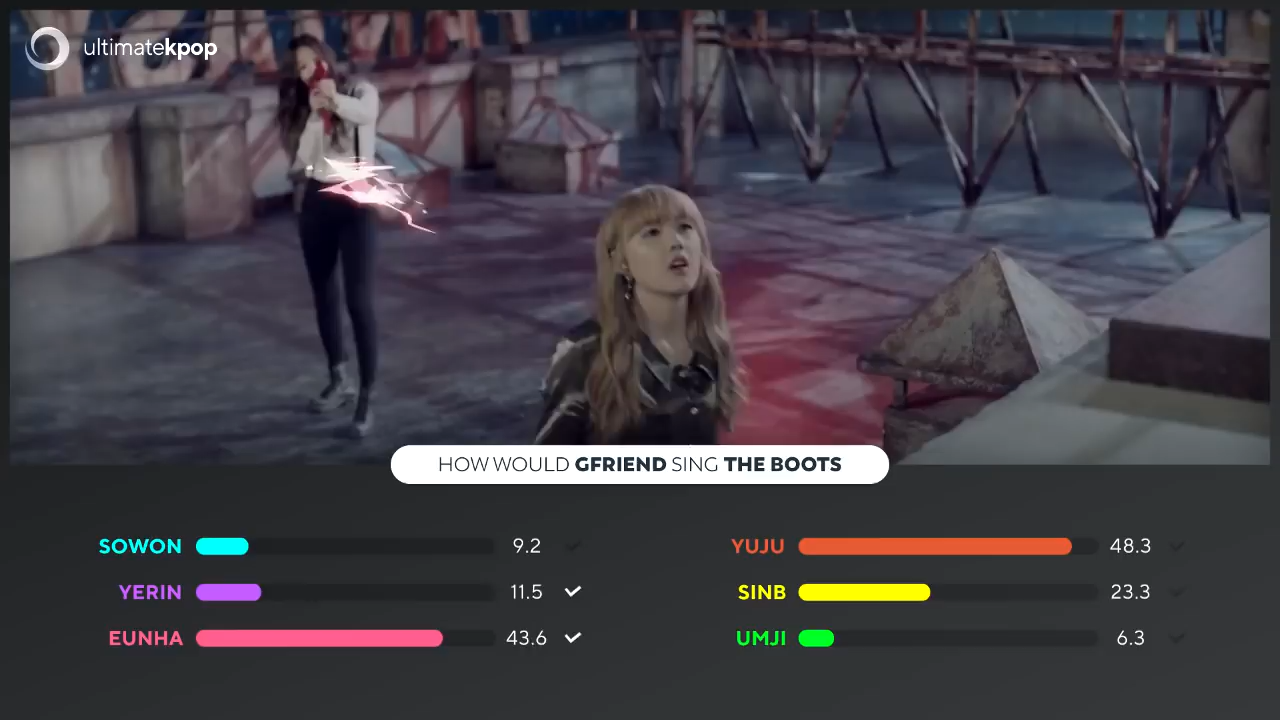 ultimatekpop
HOW WOULD GFRIEND SING THE BOOTS
SOWON 9.2
YERIN 11.5
EUNHA 43.6
YUJU 48.3
SINB 23.3
UMJI 6.3